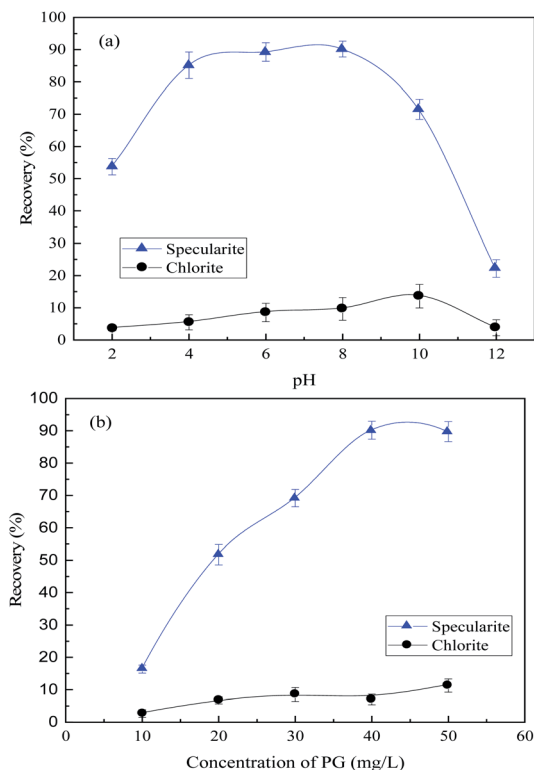 (a)
100
90
80
70
60
50
40
30
20
10
0
Recovery (%)
Specularite
Chlorite
2 4 6 8 10 12
pH
(b)
100
90
80
70
60
50
40
30
20
10
0
Recovery (%)
Specularite
Chlorite
0 10 20 30 40 50 60
Concentration of PG (mg/L)